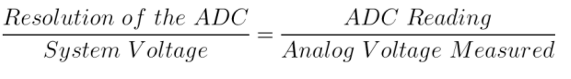 Resolution of the ADC / System Voltage = ADC Reading / Analog Voltage Measured